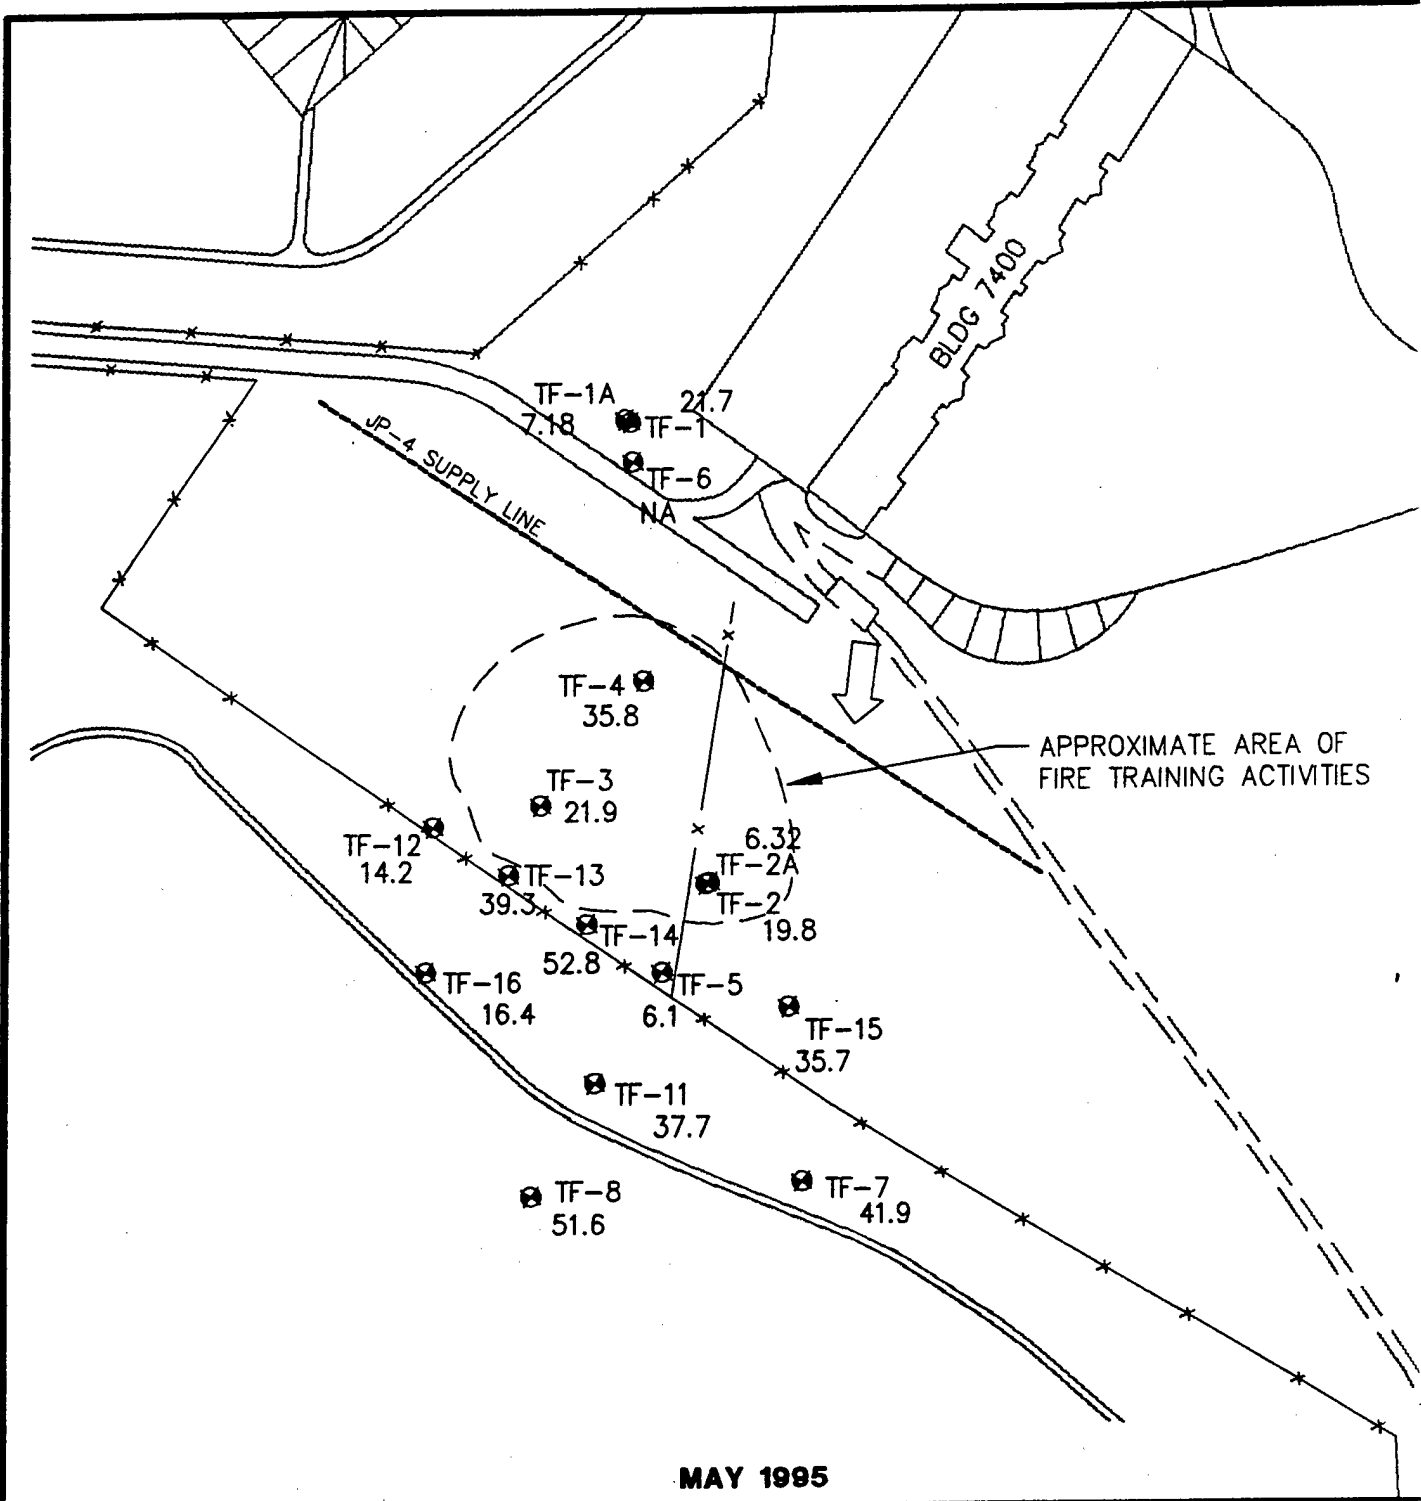 BLDG 7400
TF-1A
21.7
7.18
TF-1
TF-6
NA
JP-4 SUPPLY LINE
TF-4
35.8
APPROXIMATE AREA OF
FIRE TRAINING ACTIVITIES
TF-3
21.9
6.32
TF-12
14.2
TF-2A
TF-13
39.3
TF-2
19.8
TF-14
52.8
TF-16
16.4
TF-5
6.1
TF-15
35.7
TF-11
37.7
TF-8
51.6
TF-7
41.9
MAY 1995